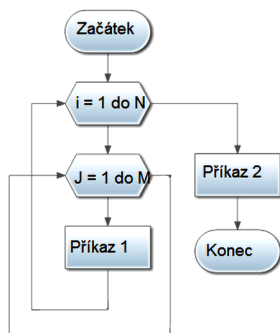 Začátek
i = 1 do N
J = 1 do M
Příkaz 1
Příkaz 2
Konec